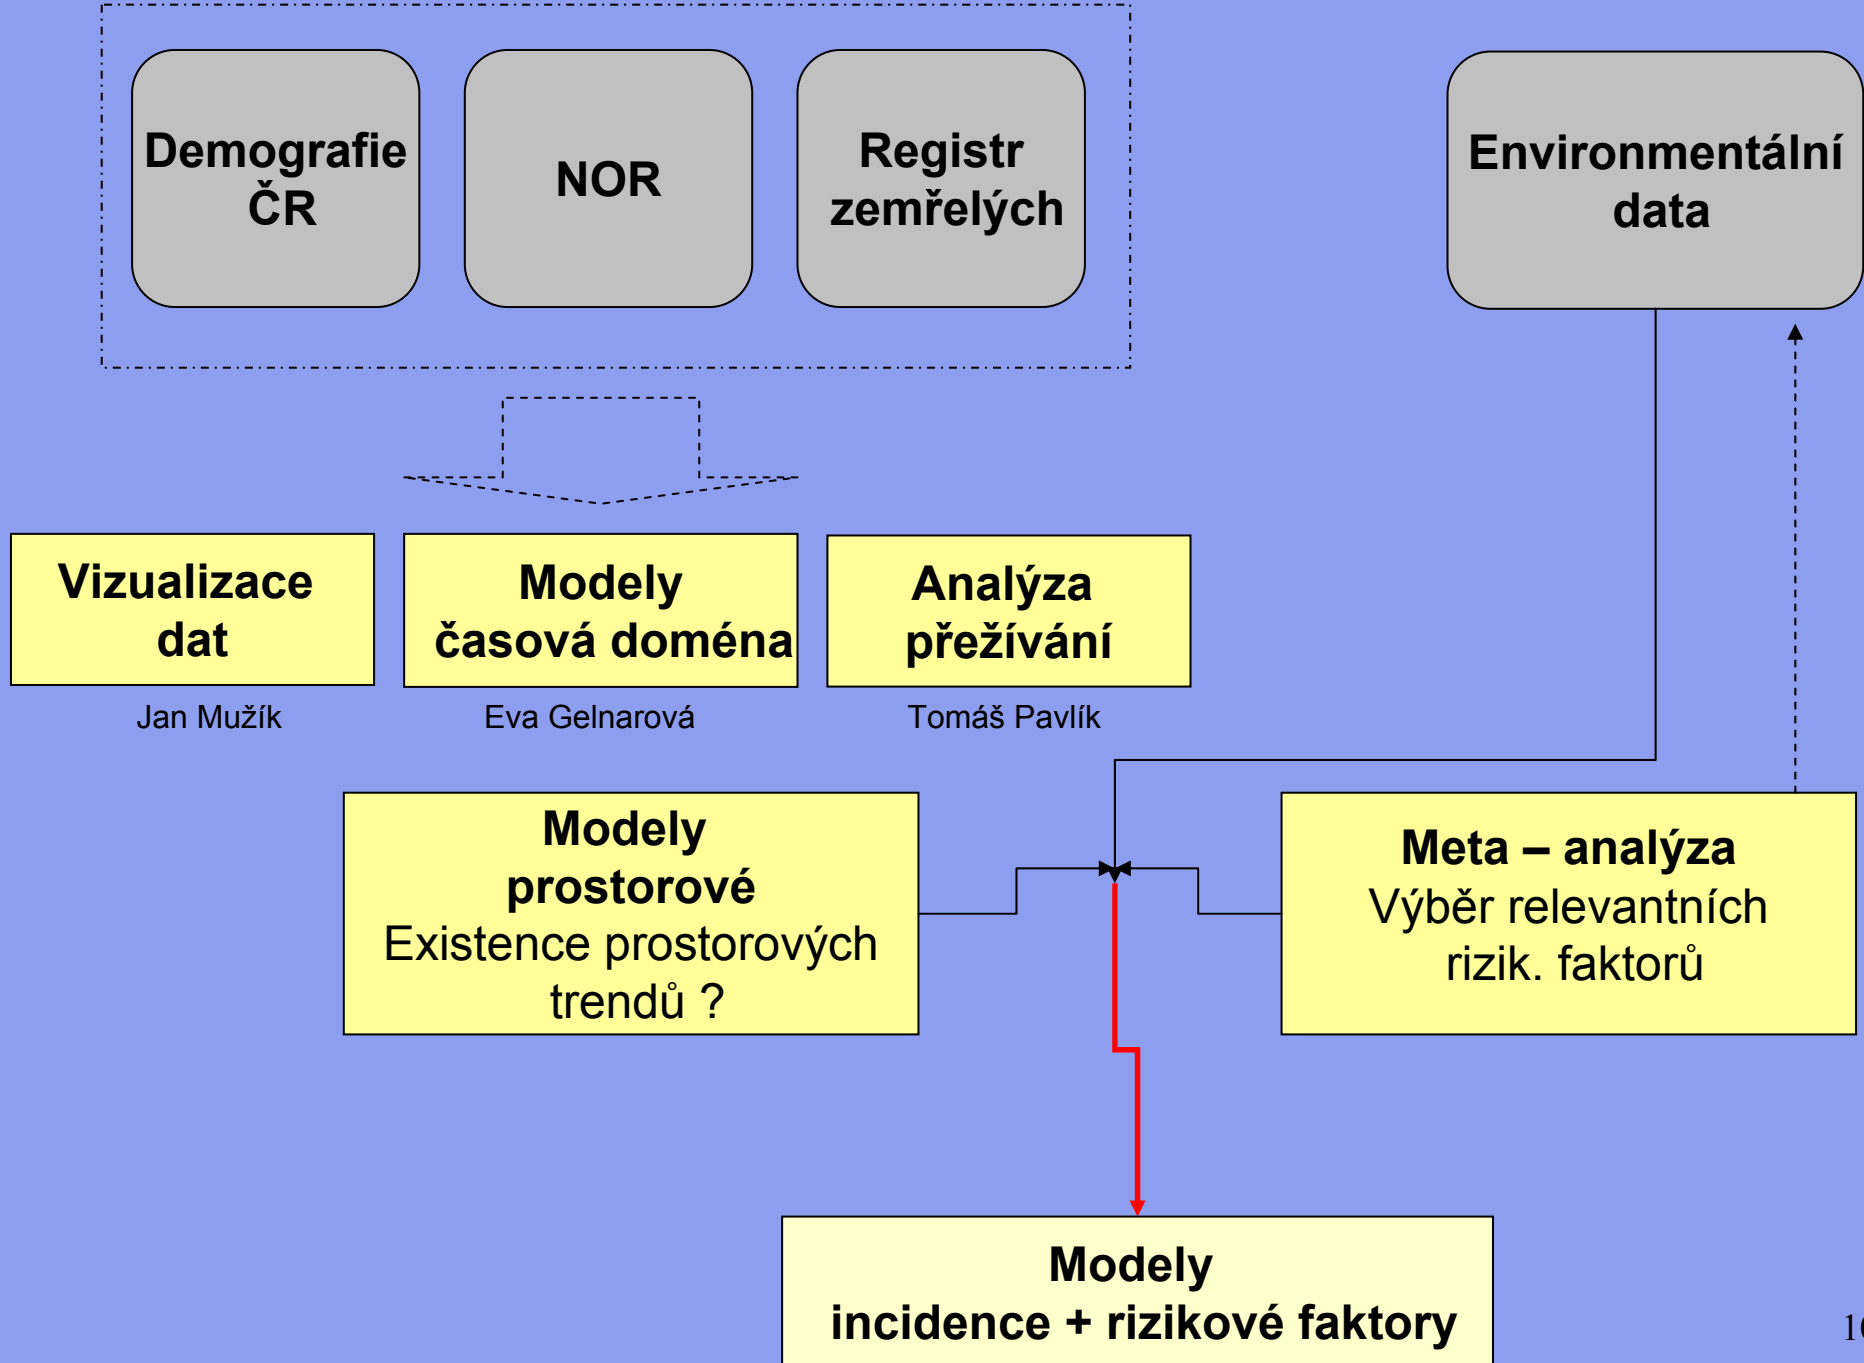 Demografie
ČR
NOR
Registr
zemřelých
Environmentální
data
Vizualizace
dat
Modely
časová doména
Analýza
přežívání
Jan Mužík
Eva Gelnarová
Tomáš Pavlík
Modely
prostorové
Existence prostorových
trendů ?
Meta – analýza
Výběr relevantních
rizik. faktorů
Modely
incidence + rizikové faktory